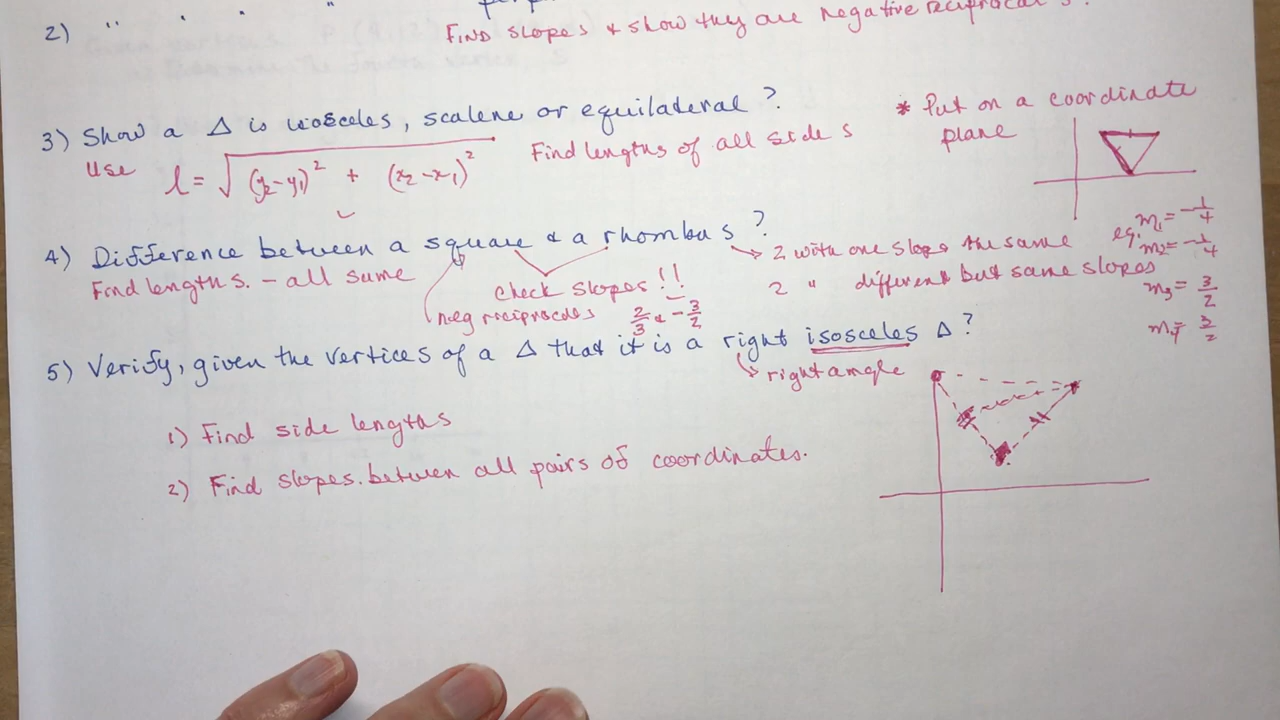 2) " " "
Find slopes & show they are negative reciprocals.
3) Show a Δ is isosceles, scalene or equilateral?
Use l = √((y₂-y₁)² + (x₂-x₁)²)
Find lengths of all sides
* Put on a coordinate
plane
4) Difference between a square & a rhombus?
Find lengths. - all same
check slopes!!
neg reciprocals 2/3 & -3/2
→ 2 with one slope the same
2 " different but same slopes
eg. m₁ = -1/4
m₂ = -1/4
m₃ = 3/2
m₄ = 3/2
5) Verify, given the vertices of a Δ that it is a right isosceles Δ?
↳ right angle
1) Find side lengths
2) Find slopes. between all pairs of coordinates.